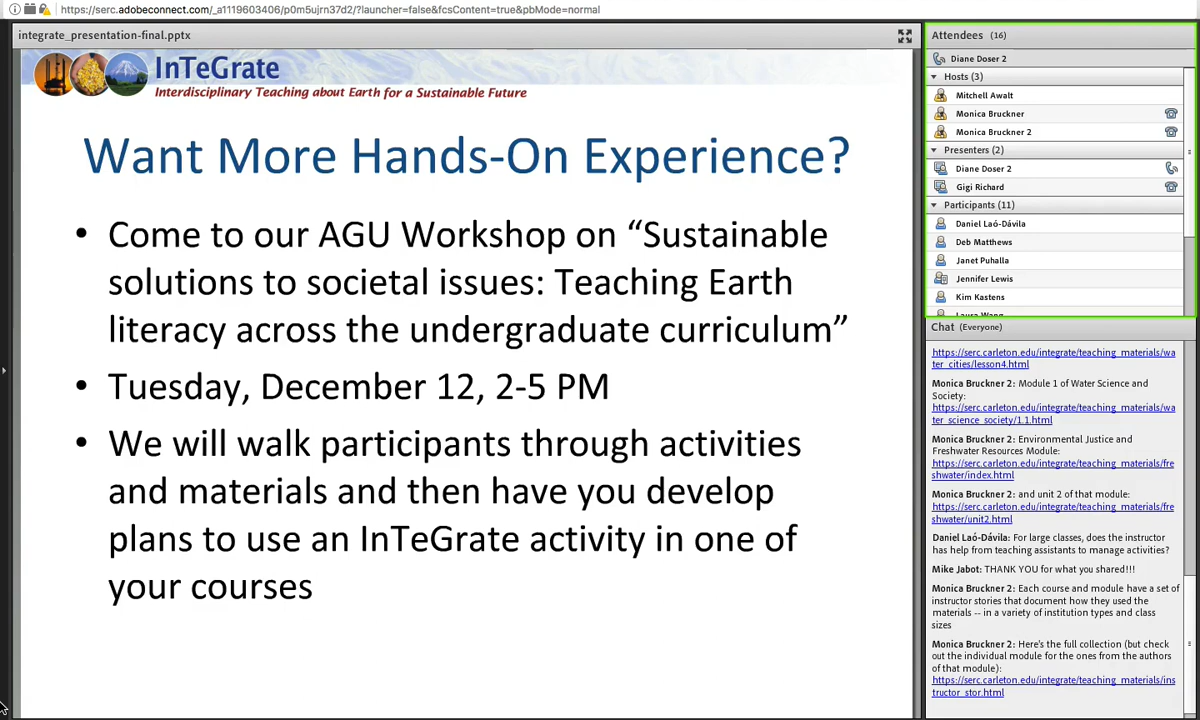 https://serc.adobeconnect.com/_a1119603406/p0m5ujrn37d2/?launcher=false&fcsContent=true&pbMode=normal
integrate_presentation-final.pptx
InTeGrate
Interdisciplinary Teaching about Earth for a Sustainable Future
Want More Hands-On Experience?
• Come to our AGU Workshop on “Sustainable
solutions to societal issues: Teaching Earth
literacy across the undergraduate curriculum”
• Tuesday, December 12, 2-5 PM
• We will walk participants through activities
and materials and then have you develop
plans to use an InTeGrate activity in one of
your courses
Attendees (16)
Diane Doser 2
Hosts (3)
Mitchell Awalt
Monica Bruckner
Monica Bruckner 2
Presenters (2)
Diane Doser 2
Gigi Richard
Participants (11)
Daniel Laó-Dávila
Deb Matthews
Janet Puhalla
Jennifer Lewis
Kim Kastens
Laura Wang
Chat (Everyone)
https://serc.carleton.edu/integrate/teaching_materials/wa
ter_cities/lesson4.html
Monica Bruckner 2: Module 1 of Water Science and
Society:
https://serc.carleton.edu/integrate/teaching_materials/wa
ter_science_society/1.1.html
Monica Bruckner 2: Environmental Justice and
Freshwater Resources Module:
https://serc.carleton.edu/integrate/teaching_materials/fre
shwater/index.html
Monica Bruckner 2: and unit 2 of that module:
https://serc.carleton.edu/integrate/teaching_materials/fre
shwater/unit2.html
Daniel Laó-Dávila: For large classes, does the instructor
has help from teaching assistants to manage activities?
Mike Jabot: THANK YOU for what you shared!!!
Monica Bruckner 2: Each course and module have a set of
instructor stories that document how they used the
materials -- in a variety of institution types and class
sizes
Monica Bruckner 2: Here's the full collection (but check
out the individual module for the ones from the authors
of that module):
https://serc.carleton.edu/integrate/teaching_materials/ins
tructor_stor.html